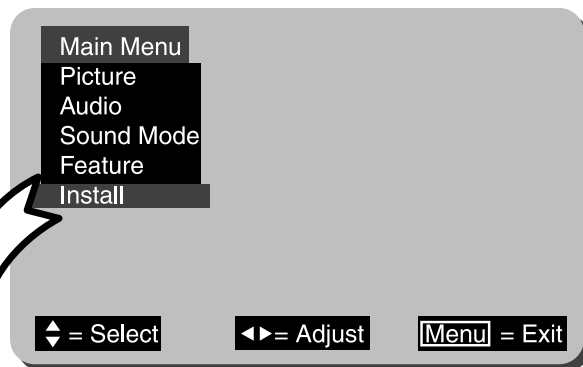 Main Menu
Picture
Audio
Sound Mode
Feature
Install
= Select
= Adjust
Menu = Exit